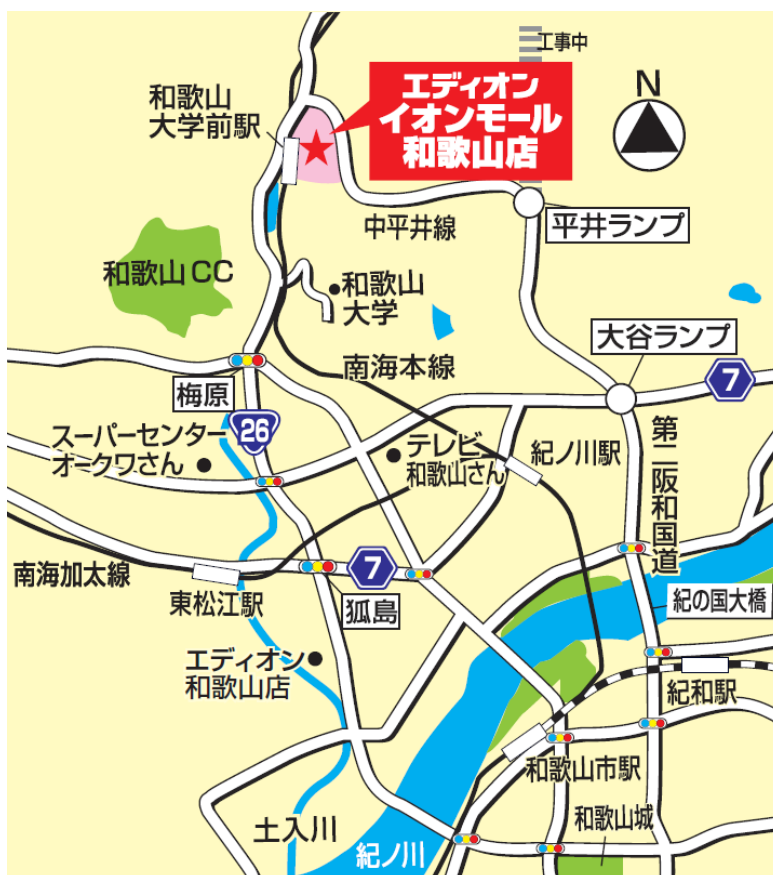 工事中
エディオン
イオンモール
和歌山店
N
和歌山
大学前駅
中平井線
平井ランプ
和歌山CC
和歌山
大学
大谷ランプ
南海本線
7
梅原
26
スーパーセンター
オークワさん
テレビ
和歌山さん
紀ノ川駅
第二阪和国道
南海加太線
7
東松江駅
狐島
紀の国大橋
エディオン
和歌山店
紀和駅
和歌山市駅
和歌山城
土入川
紀ノ川